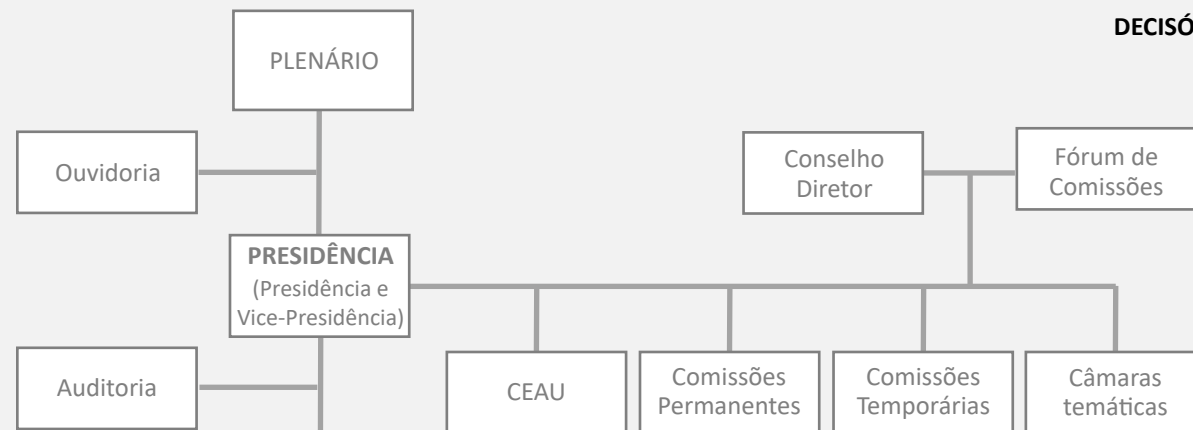 DECISÓ
PLENÁRIO
Ouvidoria
Conselho
Diretor
Fórum de
Comissões
PRESIDÊNCIA
(Presidência e
Vice-Presidência)
Auditoria
CEAU
Comissões
Permanentes
Comissões
Temporárias
Câmaras
temáticas